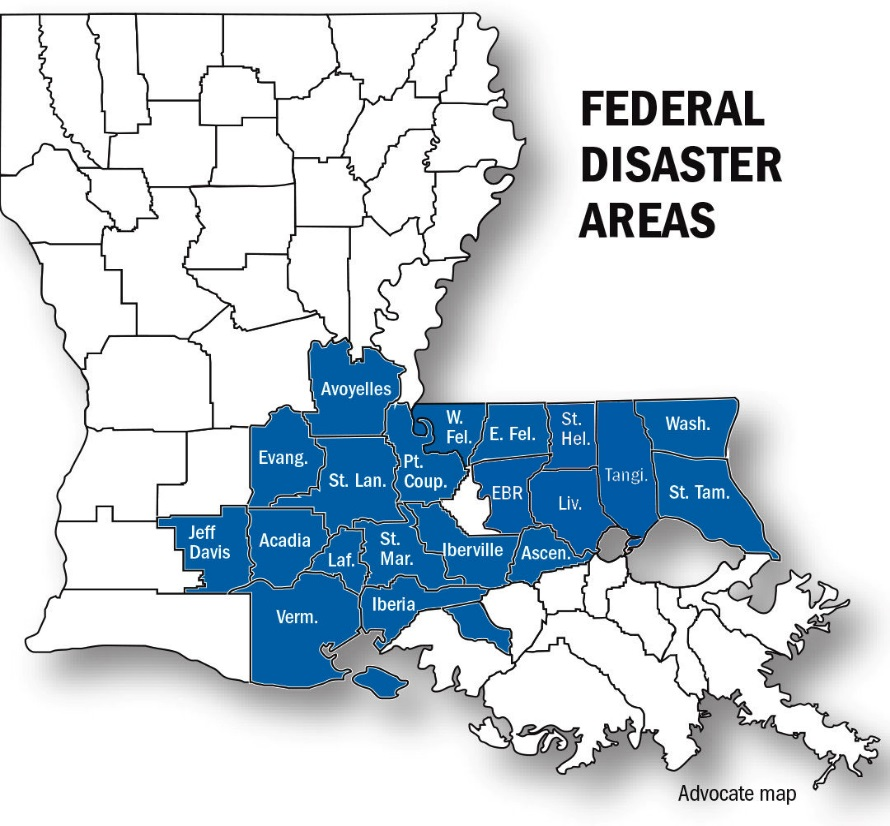 FEDERAL
DISASTER
AREAS
Avoyelles
W.
Fel.
E. Fel.
St.
Hel.
Wash.
Evang.
St. Lan.
Pt.
Coup.
EBR
Liv.
Tangi.
St. Tam.
Jeff
Davis
Acadia
Laf.
St.
Mar.
Iberville
Ascen.
Verm.
Iberia
Advocate map